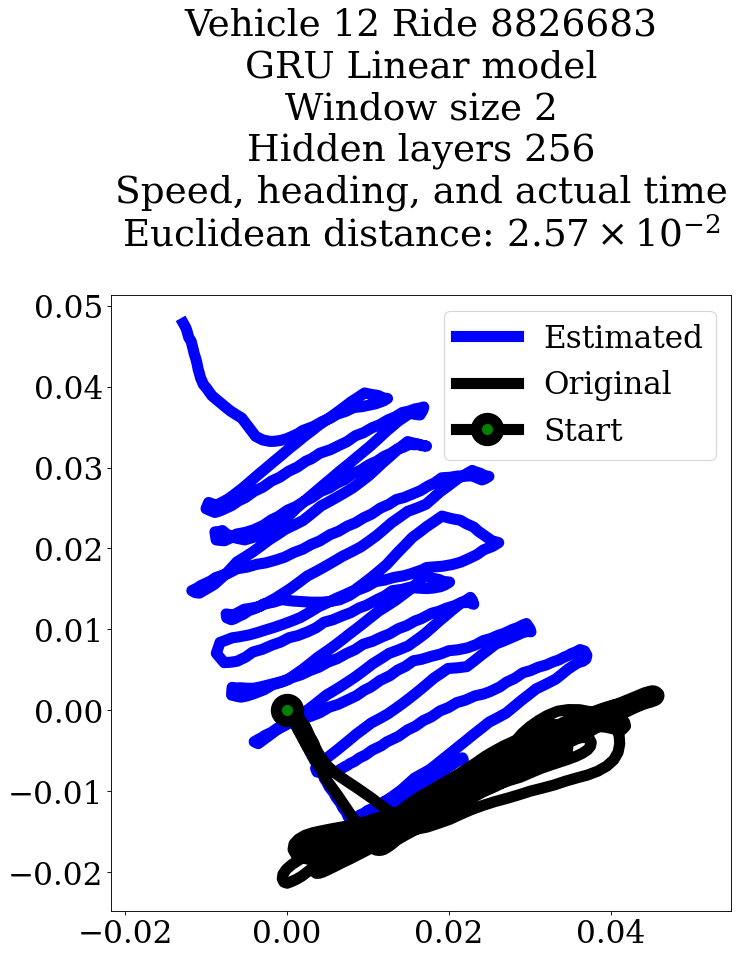 Vehicle 12 Ride 8826683
GRU Linear model
Window size 2
Hidden layers 256
Speed, heading, and actual time
Euclidean distance: 2.57 × 10⁻²
Estimated
Original
Start
0.05
0.04
0.03
0.02
0.01
0.00
−0.01
−0.02
−0.02 0.00 0.02 0.04